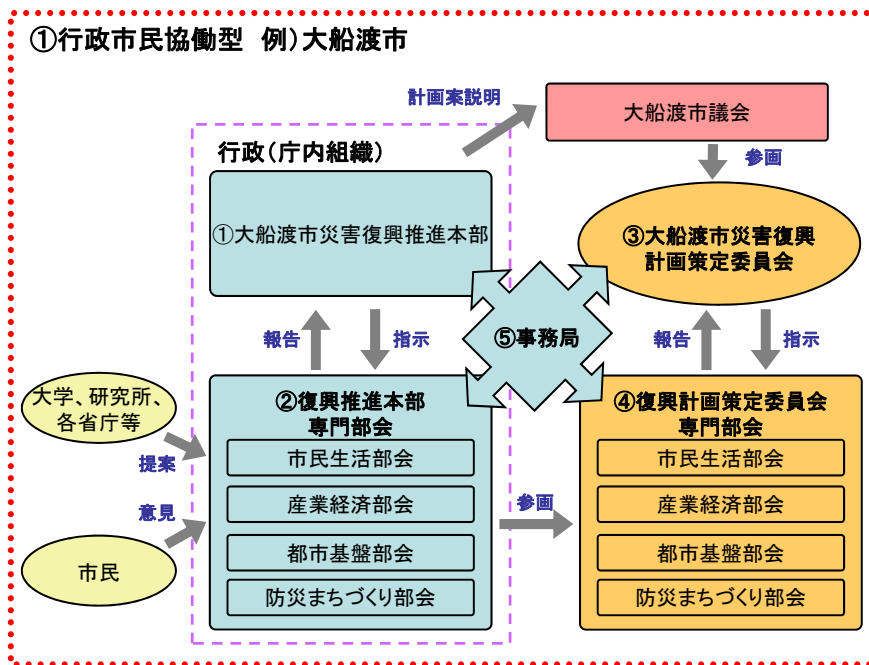 ①行政市民協働型 例）大船渡市
計画案説明
大船渡市議会
行政（庁内組織）
参画
①大船渡市災害復興推進本部
③大船渡市災害復興
計画策定委員会
⑤事務局
報告
指示
報告
指示
大学、研究所、
各省庁等
提案
意見
市民
②復興推進本部
専門部会
市民生活部会
産業経済部会
都市基盤部会
防災まちづくり部会
参画
④復興計画策定委員会
専門部会
市民生活部会
産業経済部会
都市基盤部会
防災まちづくり部会